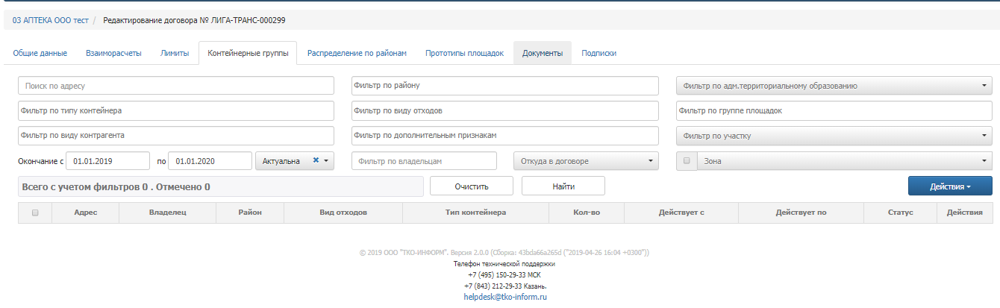 03 АПТЕКА ООО тест / Редактирование договора № ЛИГА-ТРАНС-000299
Общие данные Взаиморасчеты Лимиты Контейнерные группы Распределение по районам Прототипы площадок Документы Подписки
Поиск по адресу Фильтр по району Фильтр по адм.территориальному образованию
Фильтр по типу контейнера Фильтр по виду отходов Фильтр по группе площадок
Фильтр по виду контрагента Фильтр по дополнительным признакам Фильтр по участку
Окончание с 01.01.2019 по 01.01.2020 Актуальна × Фильтр по владельцам Откуда в договоре Зона
Всего с учетом фильтров 0 . Отмечено 0 Очистить Найти Действия
Адрес Владелец Район Вид отходов Тип контейнера Кол-во Действует с Действует по Статус Действия
© 2019 ООО "ТКО-ИНФОРМ". Версия 2.0.0 (Сборка: 43bda66a265d ("2019-04-26 16:04 +0300"))
Телефон технической поддержки
+7 (495) 150-29-33 МСК
+7 (843) 212-29-33 Казань.
helpdesk@tko-inform.ru